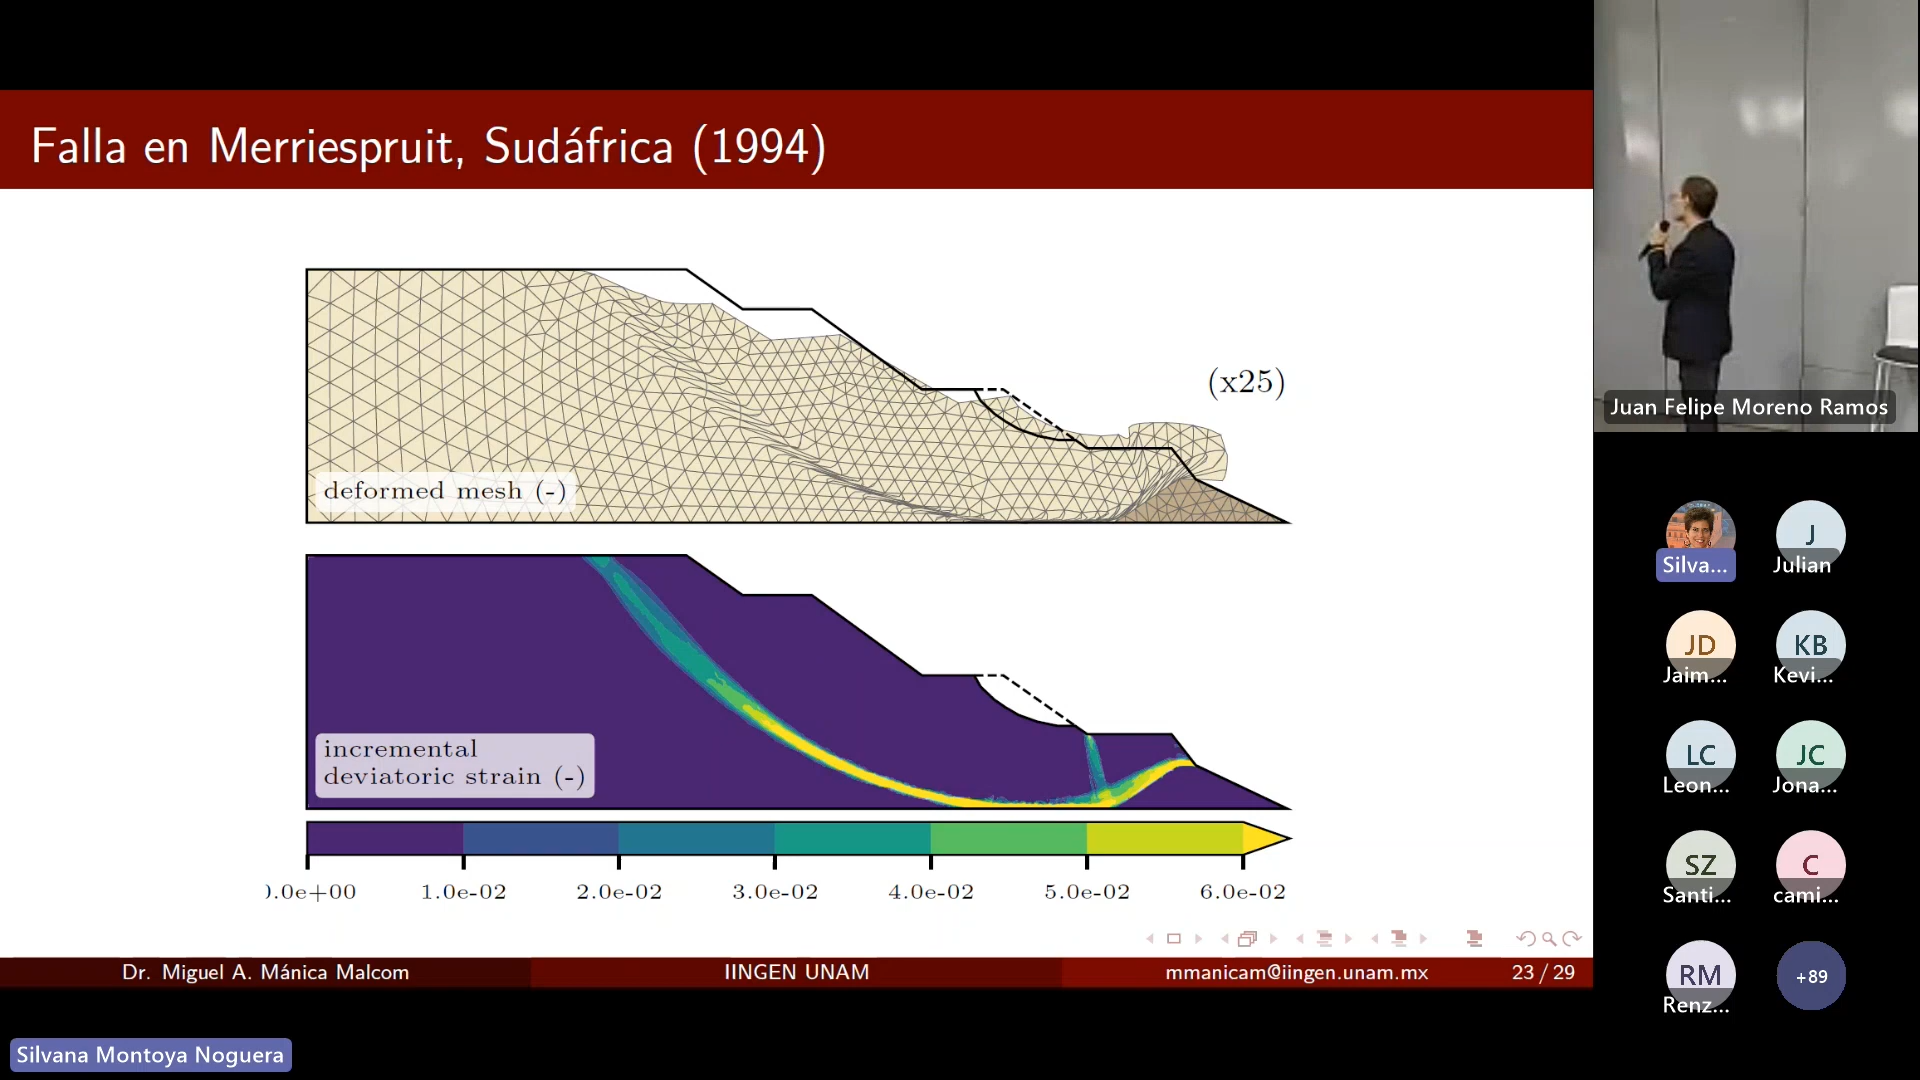 Falla en Merriespruit, Sudáfrica (1994)
(x25)
deformed mesh (-)
incremental
deviatoric strain (-)
0.0e+00 1.0e-02 2.0e-02 3.0e-02 4.0e-02 5.0e-02 6.0e-02
Dr. Miguel A. Mánica Malcom IINGEN UNAM mmanicam@iingen.unam.mx 23 / 29
Silvana Montoya Noguera
Juan Felipe Moreno Ramos
Silva...
J
Julian
JD
Jaim...
KB
Kevi...
LC
Leon...
JC
Jona...
SZ
Santi...
C
cami...
RM
Renz...
+89